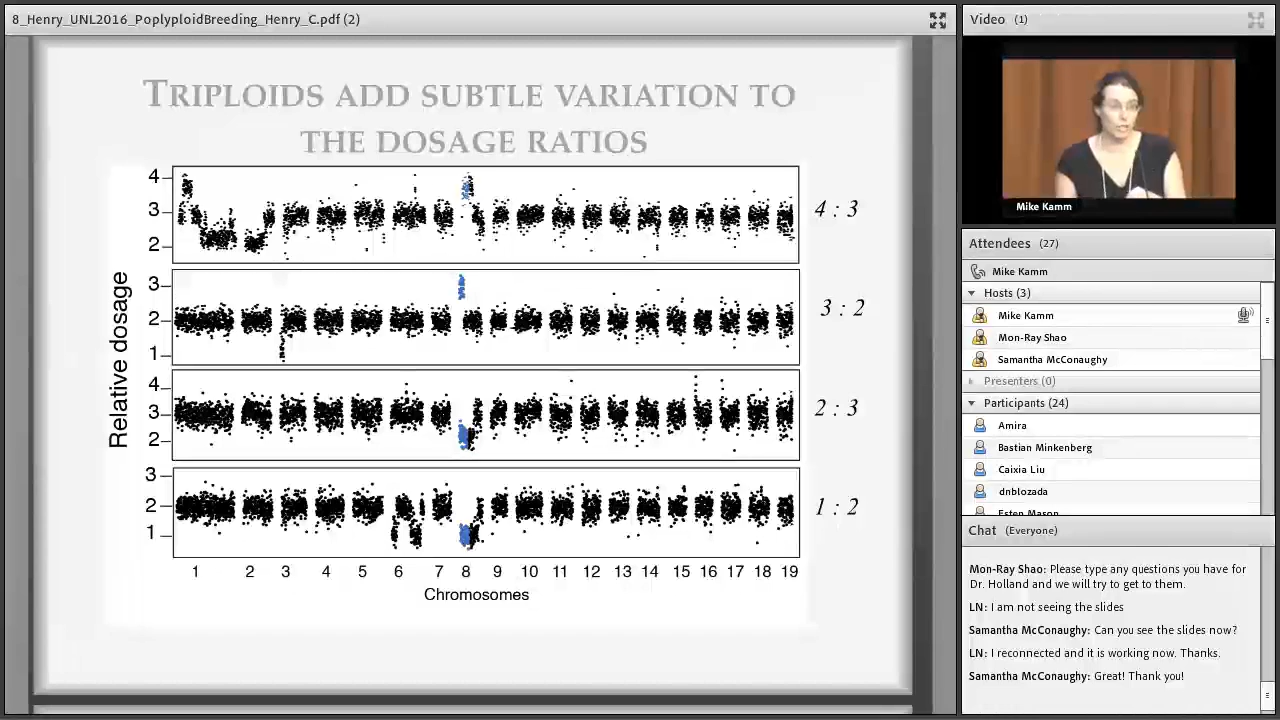 8_Henry_UNL2016_PoplyploidBreeding_Henry_C.pdf (2)
TRIPLOIDS ADD SUBTLE VARIATION TO
THE DOSAGE RATIOS
Relative dosage
4
3
2
4 : 3
3
2
1
3 : 2
4
3
2
2 : 3
3
2
1
1 : 2
1 2 3 4 5 6 7 8 9 10 11 12 13 14 15 16 17 18 19
Chromosomes
Video (1)
Mike Kamm
Attendees (27)
Mike Kamm
Hosts (3)
Mike Kamm
Mon-Ray Shao
Samantha McConaughy
Presenters (0)
Participants (24)
Amira
Bastian Minkenberg
Caixia Liu
dnblozada
Esten Mason
Chat (Everyone)
Mon-Ray Shao: Please type any questions you have for
Dr. Holland and we will try to get to them.
LN: I am not seeing the slides
Samantha McConaughy: Can you see the slides now?
LN: I reconnected and it is working now. Thanks.
Samantha McConaughy: Great! Thank you!